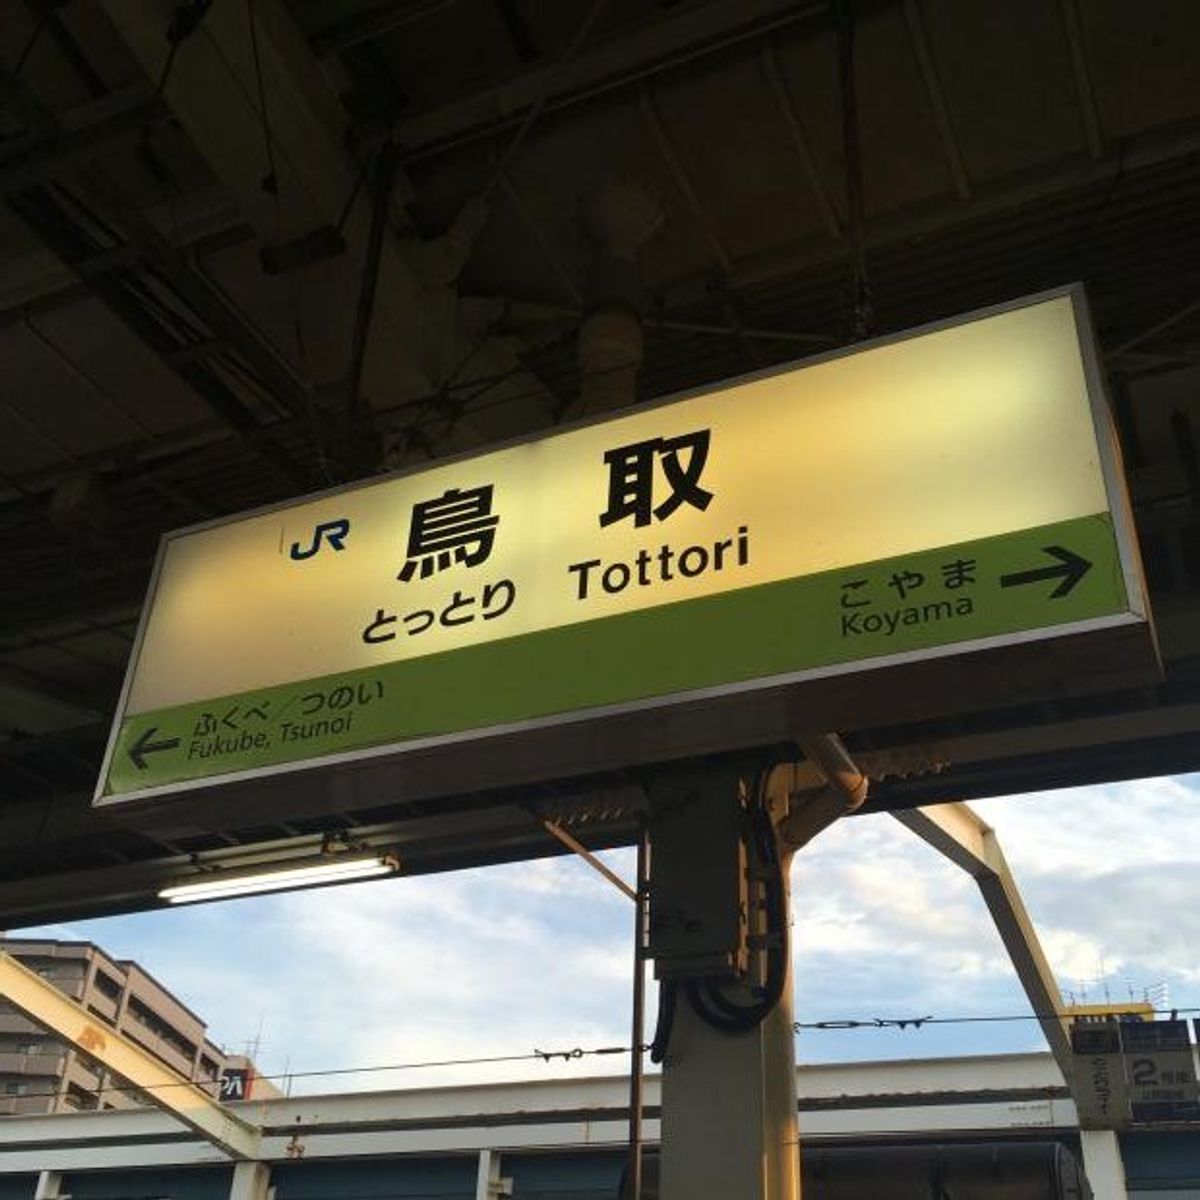 JR 鳥取
とっとり Tottori
こやま
Koyama
ふくべ／つのい
Fukube, Tsunoi
2